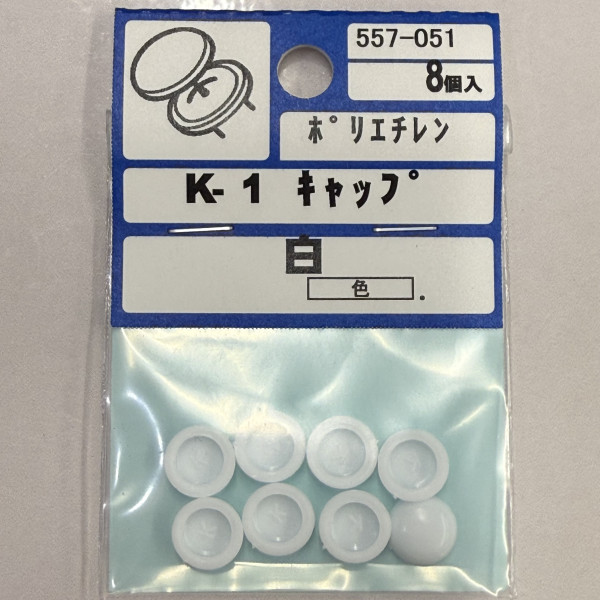 557-051
8個入
ﾎﾟﾘｴﾁﾚﾝ
K-1 ｷｬｯﾌﾟ
白
色
.